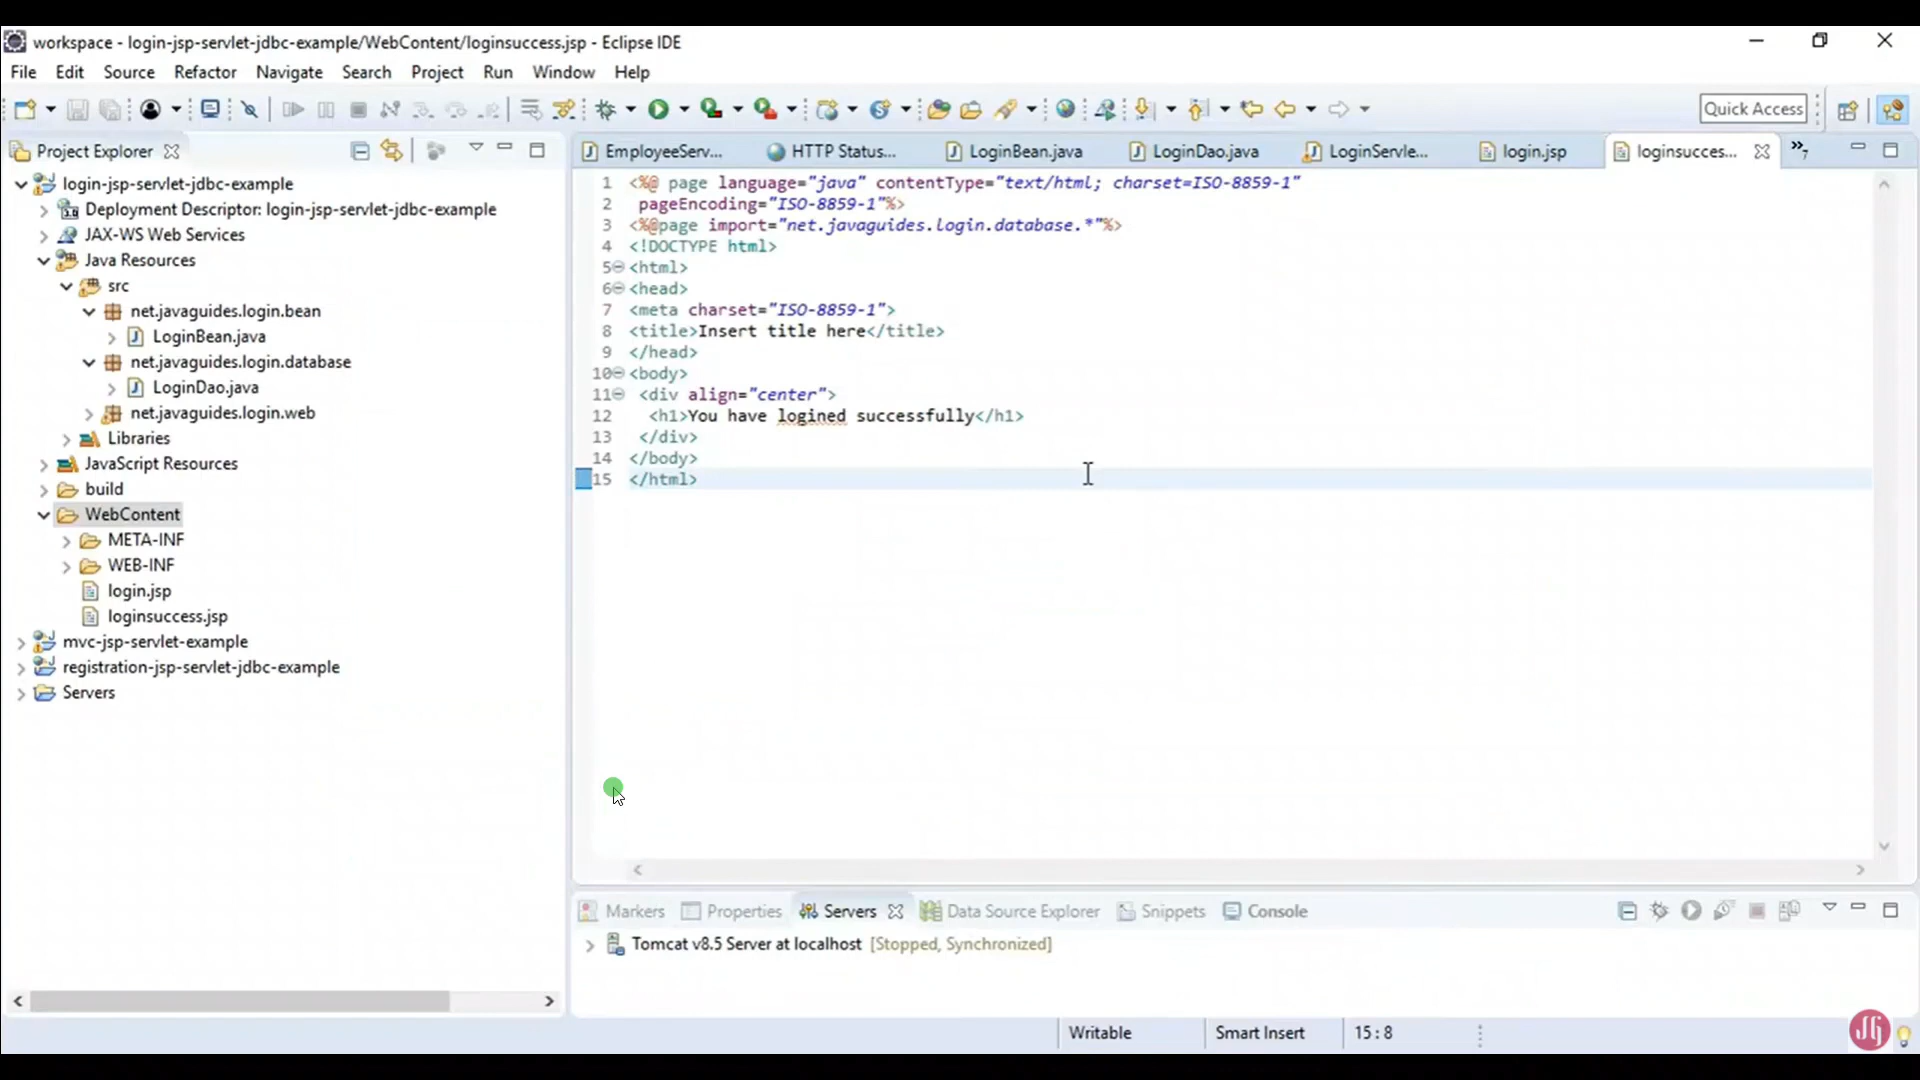 workspace - login-jsp-servlet-jdbc-example/WebContent/loginsuccess.jsp - Eclipse IDE
File Edit Source Refactor Navigate Search Project Run Window Help
Quick Access
Project Explorer
login-jsp-servlet-jdbc-example
Deployment Descriptor: login-jsp-servlet-jdbc-example
JAX-WS Web Services
Java Resources
src
net.javaguides.login.bean
LoginBean.java
net.javaguides.login.database
LoginDao.java
net.javaguides.login.web
Libraries
JavaScript Resources
build
WebContent
META-INF
WEB-INF
login.jsp
loginsuccess.jsp
mvc-jsp-servlet-example
registration-jsp-servlet-jdbc-example
Servers
EmployeeServ... HTTP Status... LoginBean.java LoginDao.java LoginServle... login.jsp loginsucces... »7
1 <%@ page language="java" contentType="text/html; charset=ISO-8859-1"
2 pageEncoding="ISO-8859-1"%>
3 <%@page import="net.javaguides.login.database.*"%>
4 <!DOCTYPE html>
5 <html>
6 <head>
7 <meta charset="ISO-8859-1">
8 <title>Insert title here</title>
9 </head>
10 <body>
11 <div align="center">
12 <h1>You have logined successfully</h1>
13 </div>
14 </body>
15 </html>
Markers Properties Servers Data Source Explorer Snippets Console
Tomcat v8.5 Server at localhost [Stopped, Synchronized]
Writable Smart Insert 15 : 8
JG